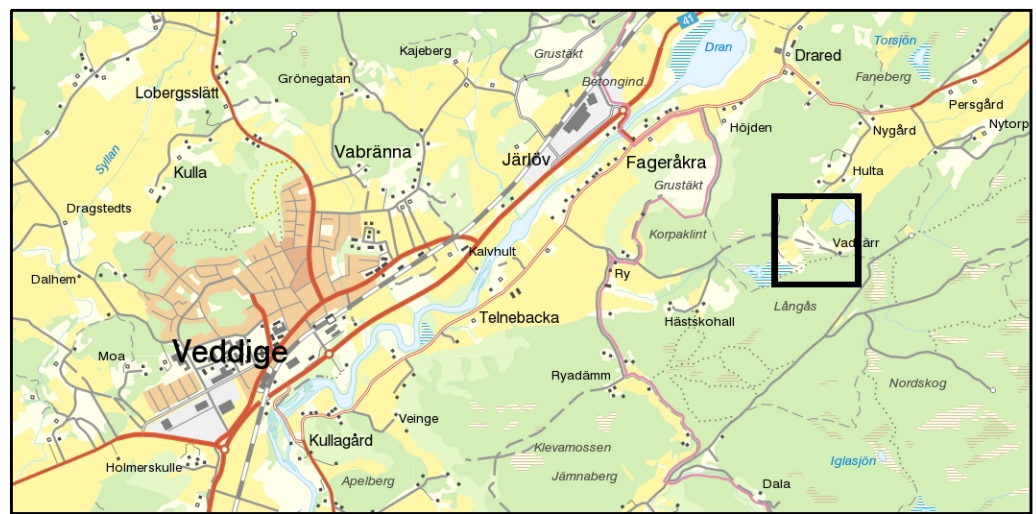 41
Dran
Torsjön
Kajeberg
Grustäkt
Drared
Faneberg
Grönegatan
Betongind.
Lobergsslätt
Persgård
Nytorp
Höjden
Nygård
Syllan
Vabränna
Järlöv
Fageråkra
Kulla
Hulta
Grustäkt
Dragstedts
Korpaklint
Kalvhult
Dalhem
Ry
Långås
Telnebacka
Hästskohall
Veddige
Moa
Ryadämm
Nordskog
Veinge
Kullagård
Klevamossen
Holmerskulle
Iglasjön
Jämnaberg
Apelberg
Dala